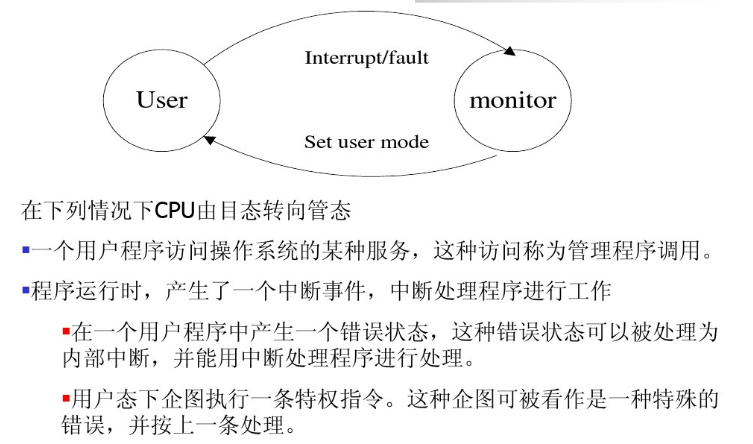 Interrupt/fault
User
monitor
Set user mode
在下列情况下CPU由目态转向管态
▪一个用户程序访问操作系统的某种服务，这种访问称为管理程序调用。
▪程序运行时，产生了一个中断事件，中断处理程序进行工作
▪在一个用户程序中产生一个错误状态，这种错误状态可以被处理为
内部中断，并能用中断处理程序进行处理。
▪用户态下企图执行一条特权指令。这种企图可被看作是一种特殊的
错误，并按上一条处理。